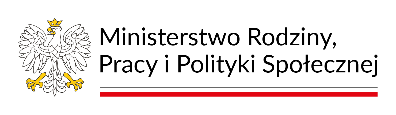 Ministerstwo Rodziny,
Pracy i Polityki Społecznej